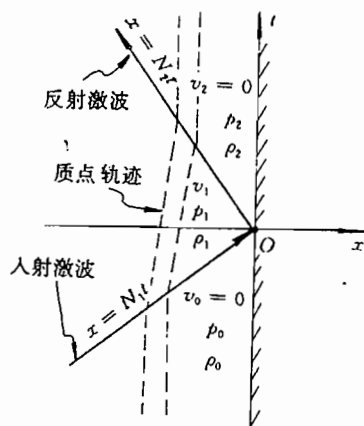 t
x = N₂t
反射激波
v₂ = 0
p₂
ρ₂
质点轨迹
v₁
p₁
ρ₁
O
x
入射激波
x = N₁t
v₀ = 0
p₀
ρ₀